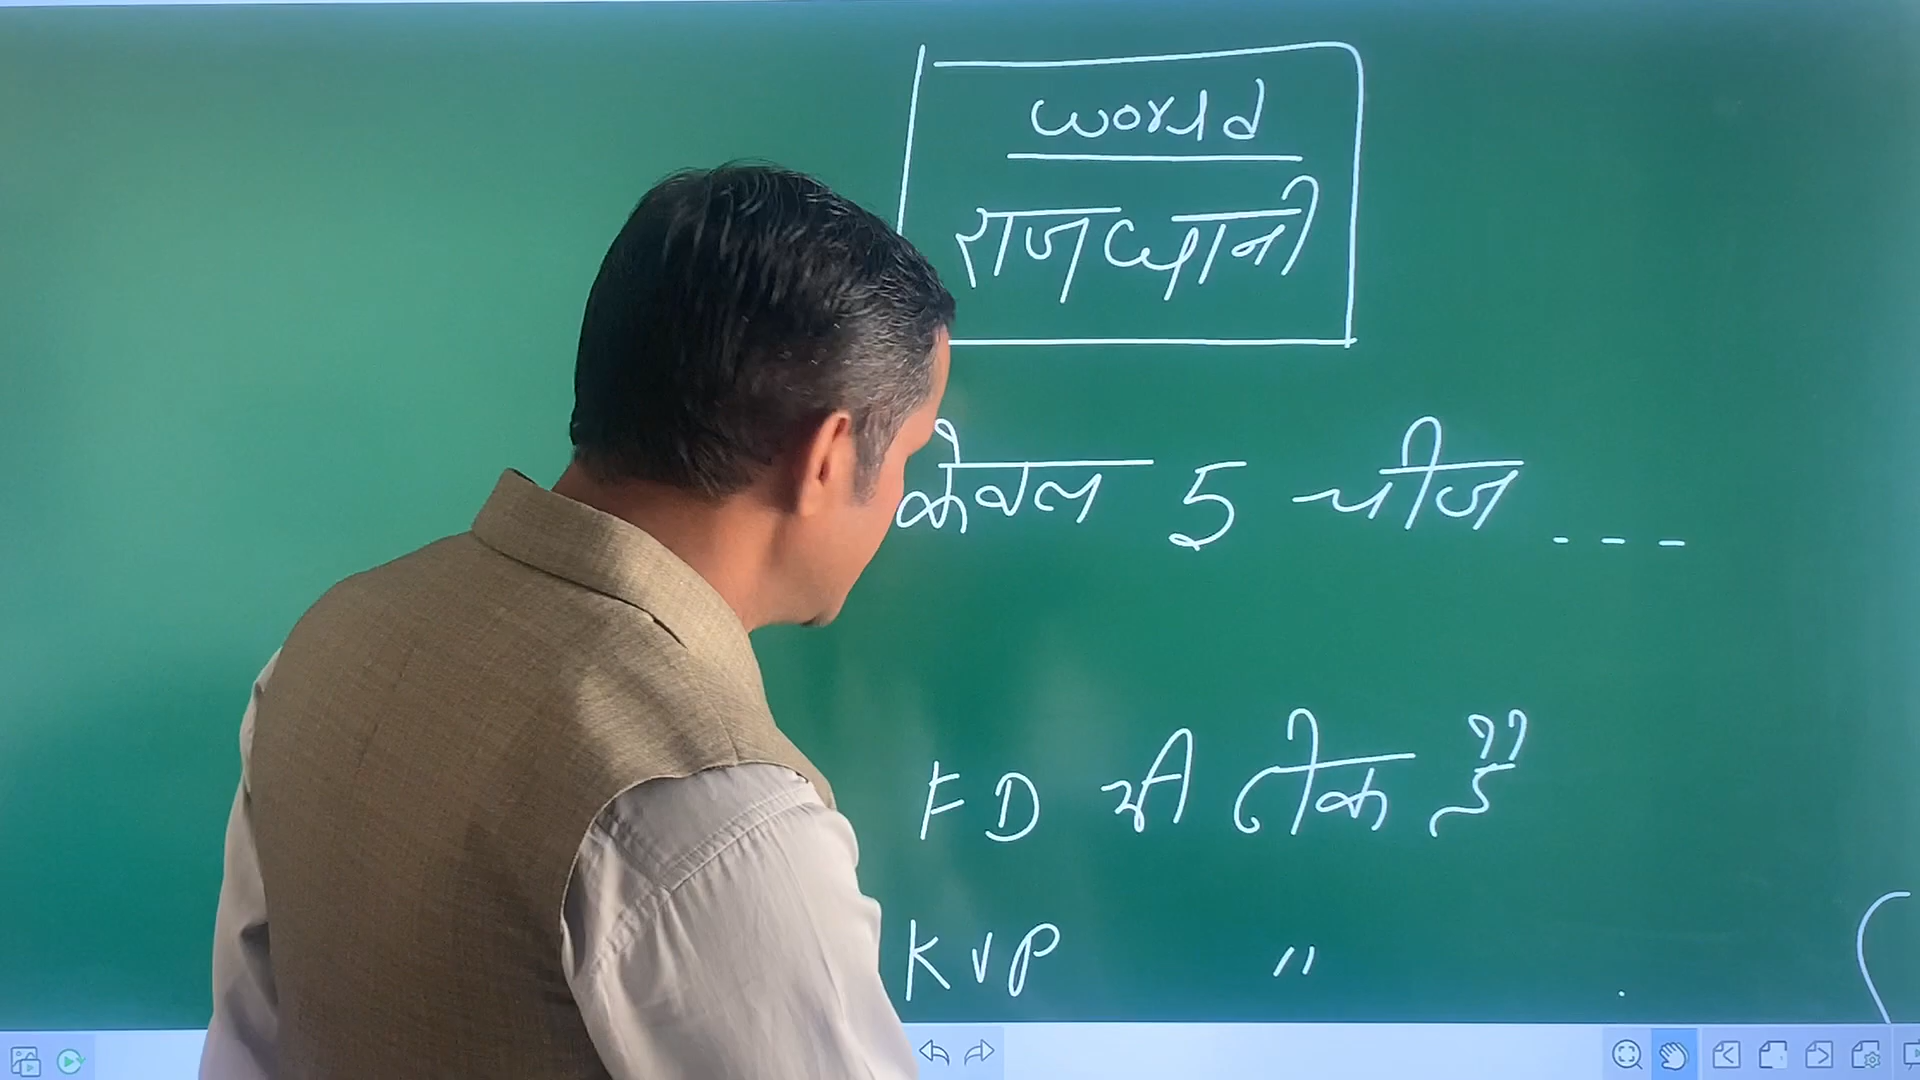 World
राजधानी
केवल 5 चीज ---
FD भी ठीक है"
KVP "